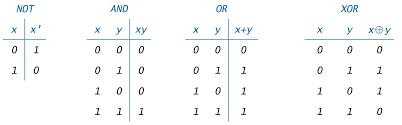 NOT AND OR XOR
x x' x y xy x y x+y x y x⊕y
0 1 0 0 0 0 0 0 0 0 0
1 0 0 1 0 0 1 1 0 1 1
1 0 0 1 0 1 1 0 1
1 1 1 1 1 1 1 1 0